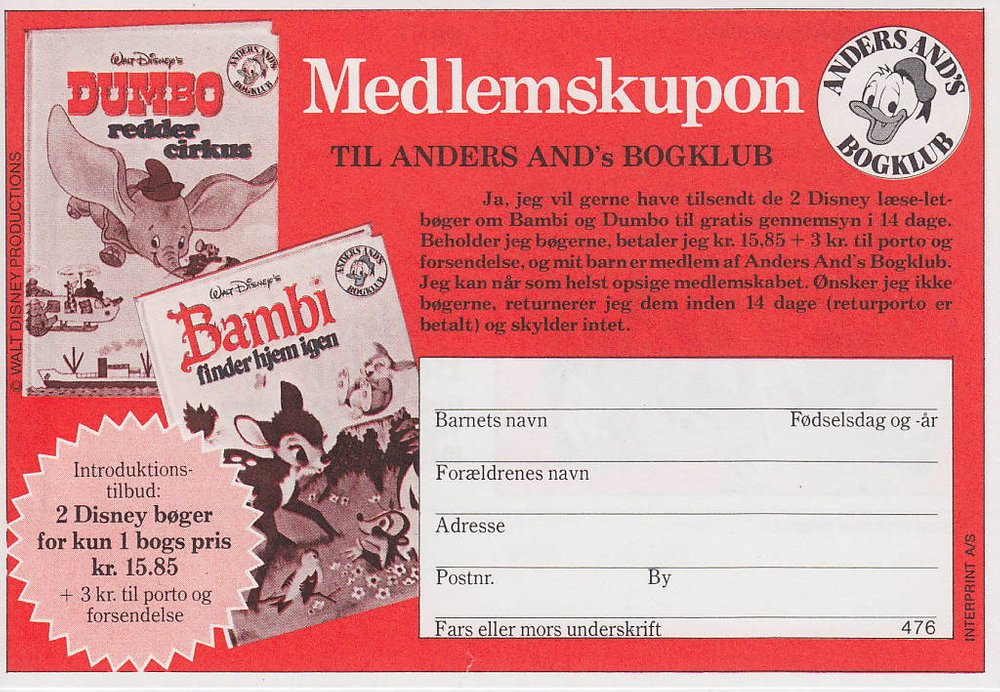 WALT DISNEY'S
DUMBO
redder
cirkus
ANDERS AND'S
BOGKLUB
© WALT DISNEY PRODUCTIONS
WALT DISNEY'S
Bambi
finder hjem igen
ANDERS AND'S
BOGKLUB
Introduktions-
tilbud:
2 Disney bøger
for kun 1 bogs pris
kr. 15.85
+ 3 kr. til porto og
forsendelse
Medlemskupon
TIL ANDERS AND's BOGKLUB
ANDERS AND'S
BOGKLUB
Ja, jeg vil gerne have tilsendt de 2 Disney læse-let-
bøger om Bambi og Dumbo til gratis gennemsyn i 14 dage.
Beholder jeg bøgerne, betaler jeg kr. 15,85 + 3 kr. til porto og
forsendelse, og mit barn er medlem af Anders And's Bogklub.
Jeg kan når som helst opsige medlemskabet. Ønsker jeg ikke
bøgerne, returnerer jeg dem inden 14 dage (returporto er
betalt) og skylder intet.
Barnets navn Fødselsdag og -år
Forældrenes navn
Adresse
Postnr. By
Fars eller mors underskrift 476
INTERPRINT A/S